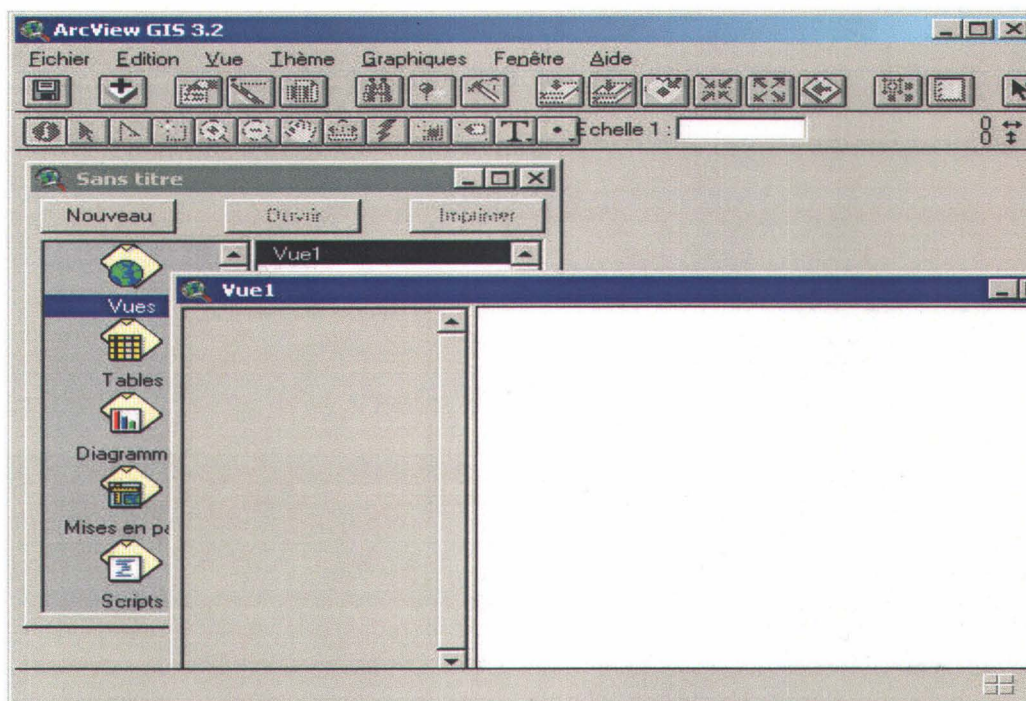 ArcView GIS 3.2
Fichier Edition Vue Thème Graphiques Fenêtre Aide
T Echelle 1 :
Sans titre
Nouveau Ouvrir Imprimer
Vue1
Vue1
Vues
Tables
Diagramm
Mises en pa
Scripts